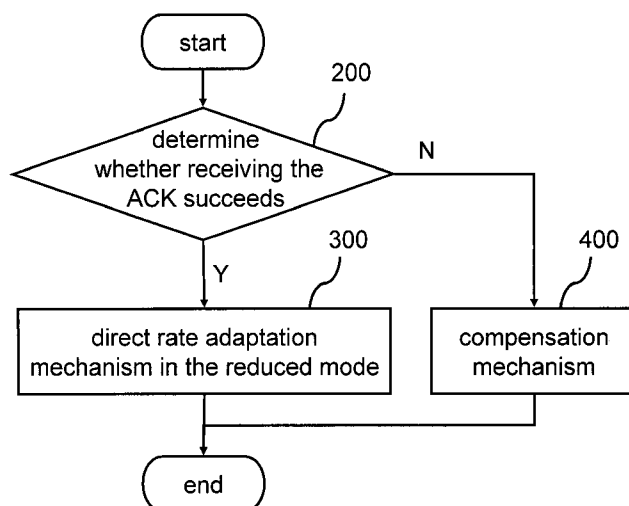 start
200
determine
whether receiving the
ACK succeeds
N
Y
300
400
direct rate adaptation
mechanism in the reduced mode
compensation
mechanism
end